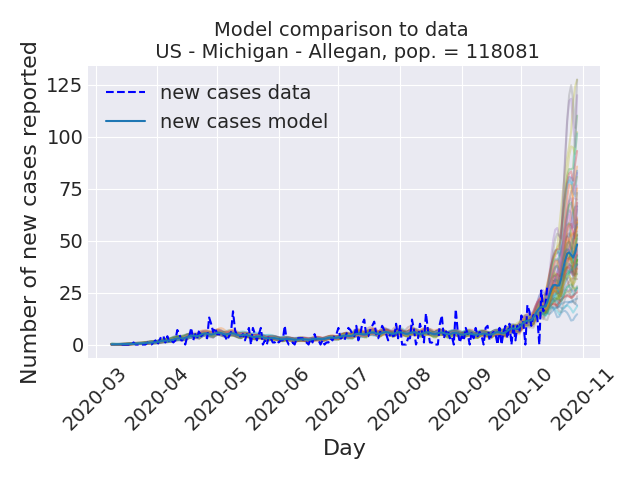 Model comparison to data
US - Michigan - Allegan, pop. = 118081
Number of new cases reported
125
100
75
50
25
0
new cases data
new cases model
2020-03
2020-04
2020-05
2020-06
2020-07
2020-08
2020-09
2020-10
2020-11
Day